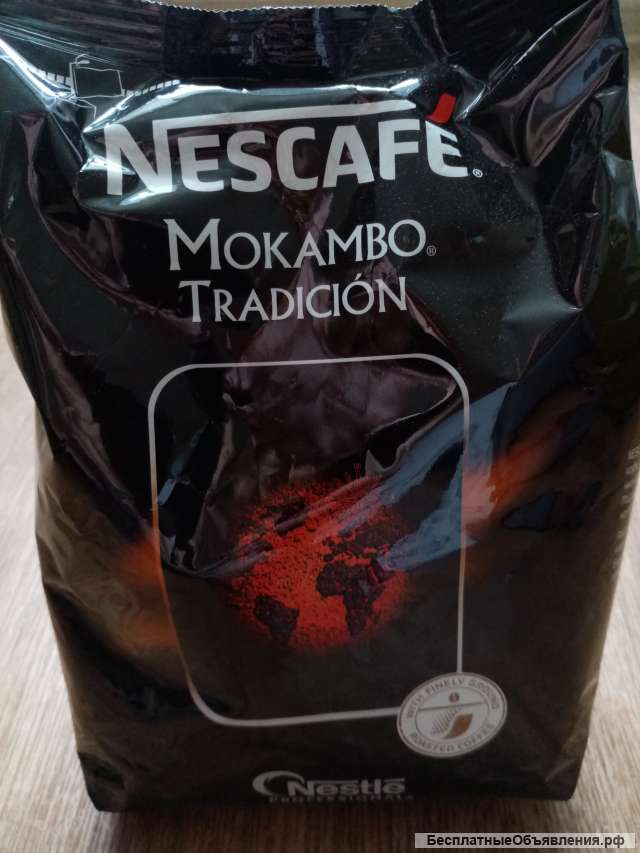 NESCAFÉ®
MOKAMBO®
TRADICIÓN
WITH FINELY GROUND
ROASTED COFFEE
Nestlé
PROFESSIONAL
БесплатныеОбъявления.рф